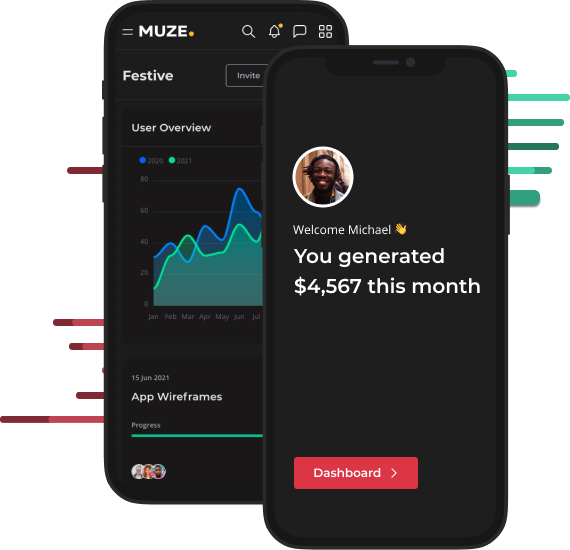 MUZE.
Festive
Invite
User Overview
2020
2021
80
60
40
20
0
Jan Feb Mar Apr May Jun Jul
15 Jun 2021
App Wireframes
Progress
Welcome Michael 👋
You generated
$4,567 this month
Dashboard